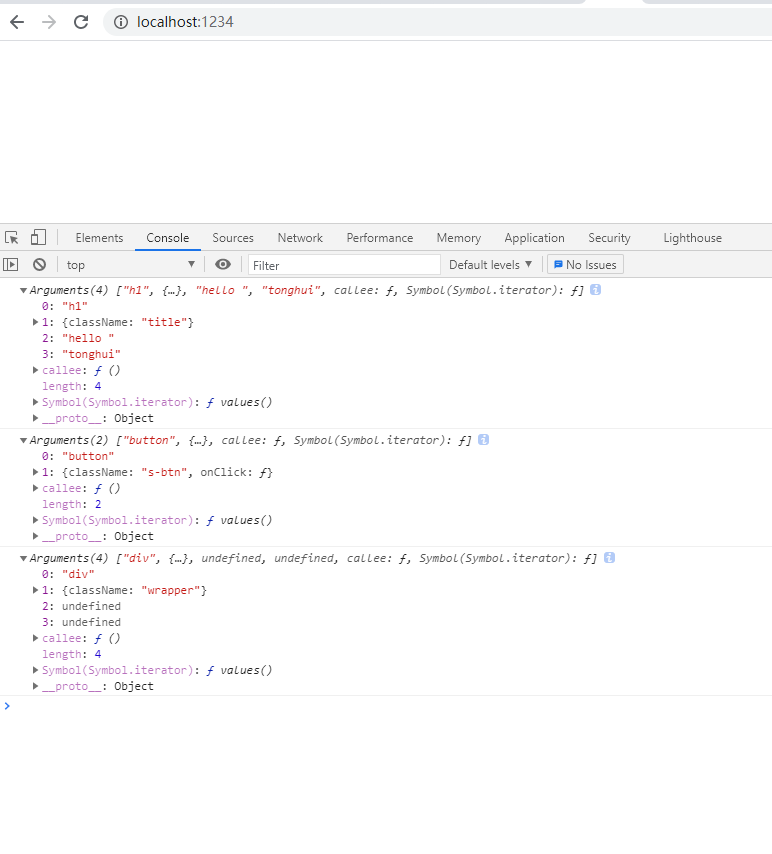 localhost:1234
Elements Console Sources Network Performance Memory Application Security Lighthouse
top Filter Default levels No Issues
Arguments(4) ["h1", {…}, "hello ", "tonghui", callee: ƒ, Symbol(Symbol.iterator): ƒ]
0: "h1"
1: {className: "title"}
2: "hello "
3: "tonghui"
callee: ƒ ()
length: 4
Symbol(Symbol.iterator): ƒ values()
__proto__: Object
Arguments(2) ["button", {…}, callee: ƒ, Symbol(Symbol.iterator): ƒ]
0: "button"
1: {className: "s-btn", onClick: ƒ}
callee: ƒ ()
length: 2
Symbol(Symbol.iterator): ƒ values()
__proto__: Object
Arguments(4) ["div", {…}, undefined, undefined, callee: ƒ, Symbol(Symbol.iterator): ƒ]
0: "div"
1: {className: "wrapper"}
2: undefined
3: undefined
callee: ƒ ()
length: 4
Symbol(Symbol.iterator): ƒ values()
__proto__: Object